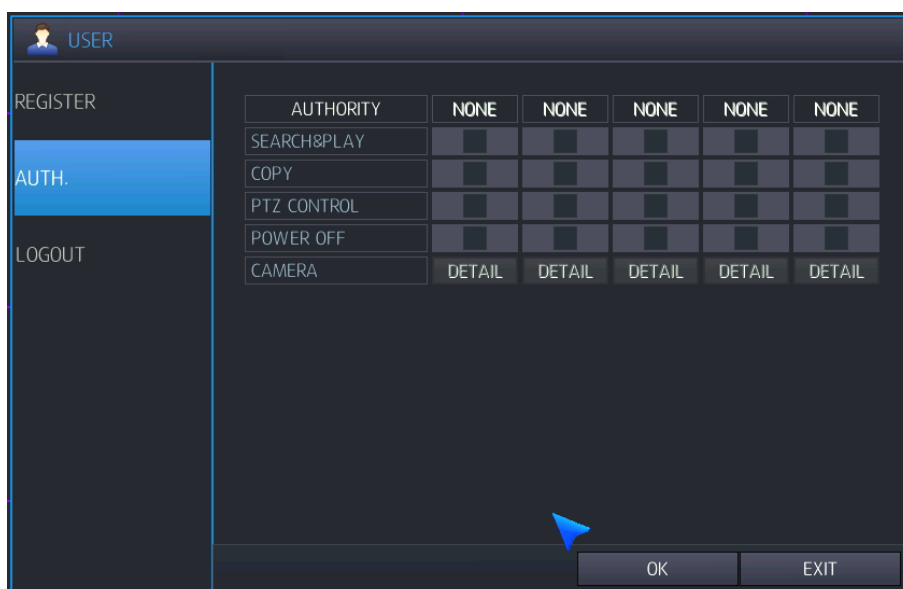 USER
REGISTER
AUTH.
LOGOUT
AUTHORITY NONE NONE NONE NONE NONE
SEARCH&PLAY
COPY
PTZ CONTROL
POWER OFF
CAMERA DETAIL DETAIL DETAIL DETAIL DETAIL
OK EXIT